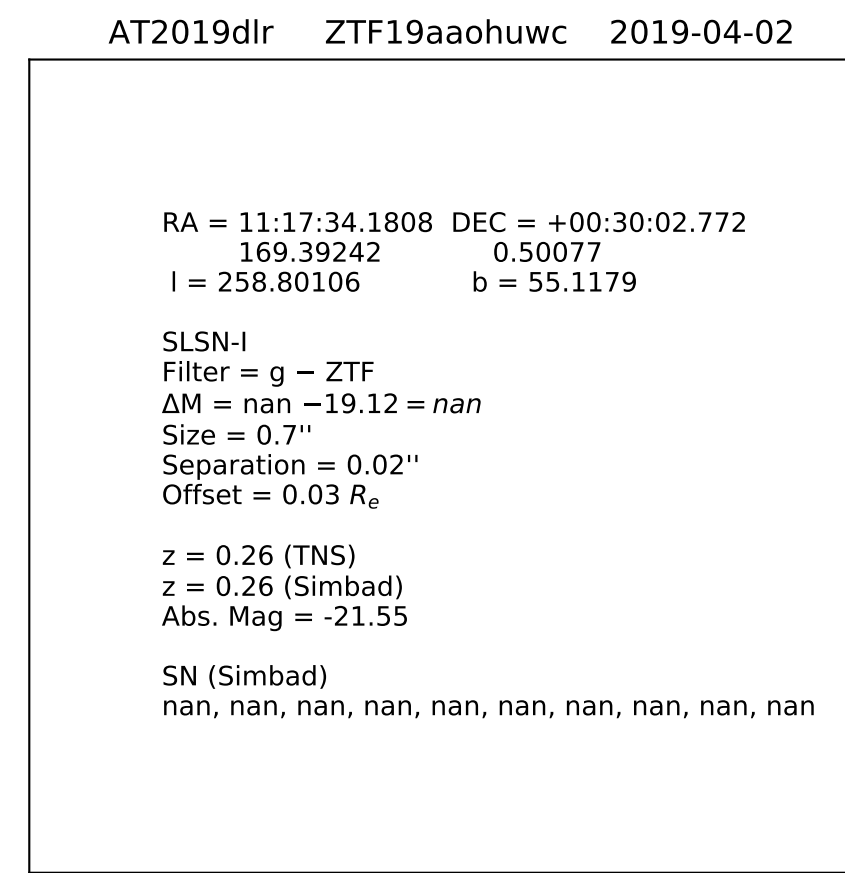 AT2019dlr ZTF19aaohuwc 2019-04-02
RA = 11:17:34.1808 DEC = +00:30:02.772
169.39242 0.50077
l = 258.80106 b = 55.1179
SLSN-I
Filter = g − ZTF
ΔM = nan −19.12 = nan
Size = 0.7''
Separation = 0.02''
Offset = 0.03 Re
z = 0.26 (TNS)
z = 0.26 (Simbad)
Abs. Mag = -21.55
SN (Simbad)
nan, nan, nan, nan, nan, nan, nan, nan, nan, nan